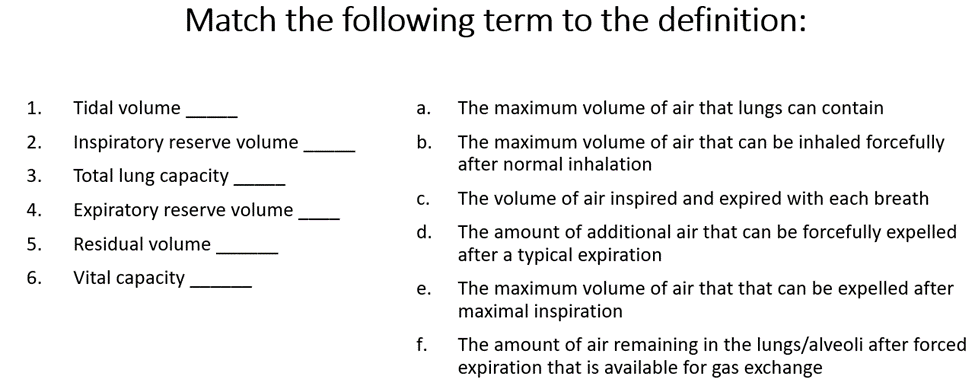 Match the following term to the definition:
1. Tidal volume _____
2. Inspiratory reserve volume _____
3. Total lung capacity _____
4. Expiratory reserve volume ____
5. Residual volume ______
6. Vital capacity ______
a. The maximum volume of air that lungs can contain
b. The maximum volume of air that can be inhaled forcefully
after normal inhalation
c. The volume of air inspired and expired with each breath
d. The amount of additional air that can be forcefully expelled
after a typical expiration
e. The maximum volume of air that that can be expelled after
maximal inspiration
f. The amount of air remaining in the lungs/alveoli after forced
expiration that is available for gas exchange